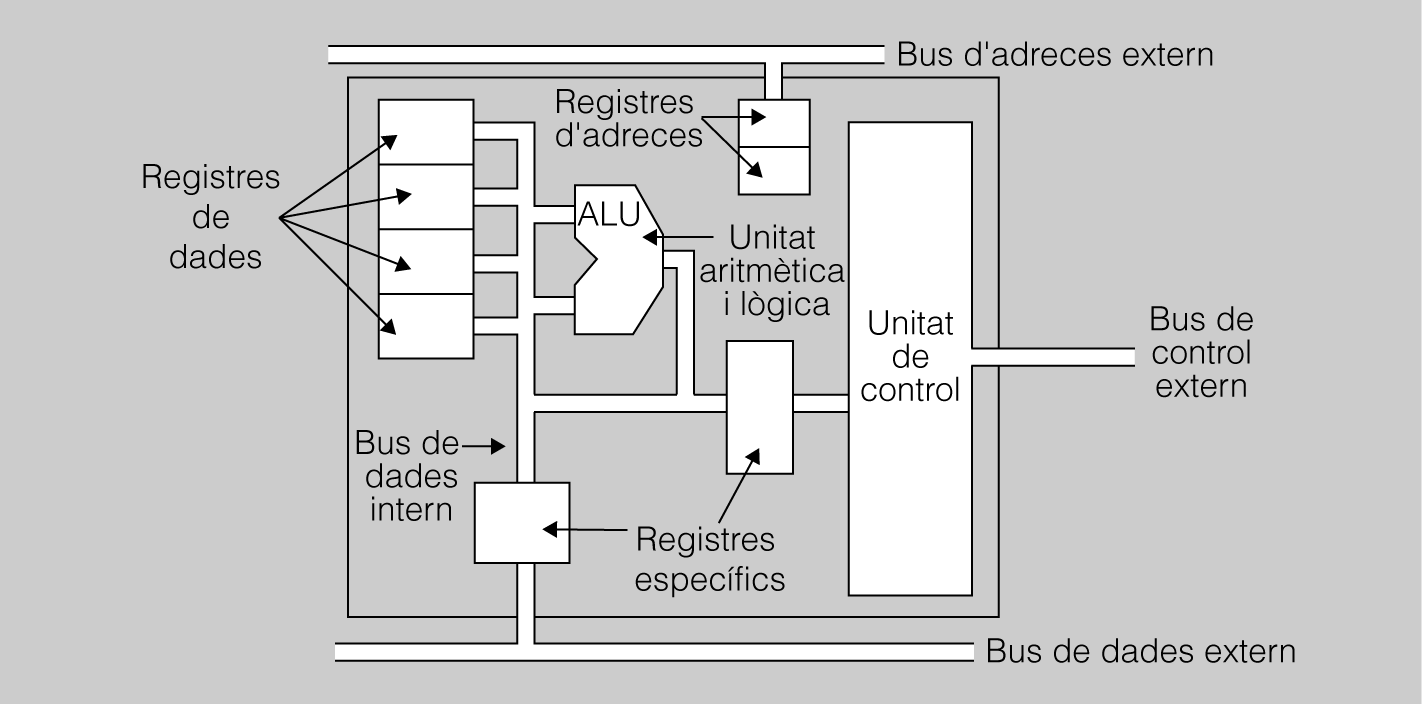 Bus d'adreces extern
Registres
d'adreces
Registres
de
dades
ALU
Unitat
aritmètica
i lògica
Unitat
de
control
Bus de
control
extern
Bus de
dades
intern
Registres
específics
Bus de dades extern